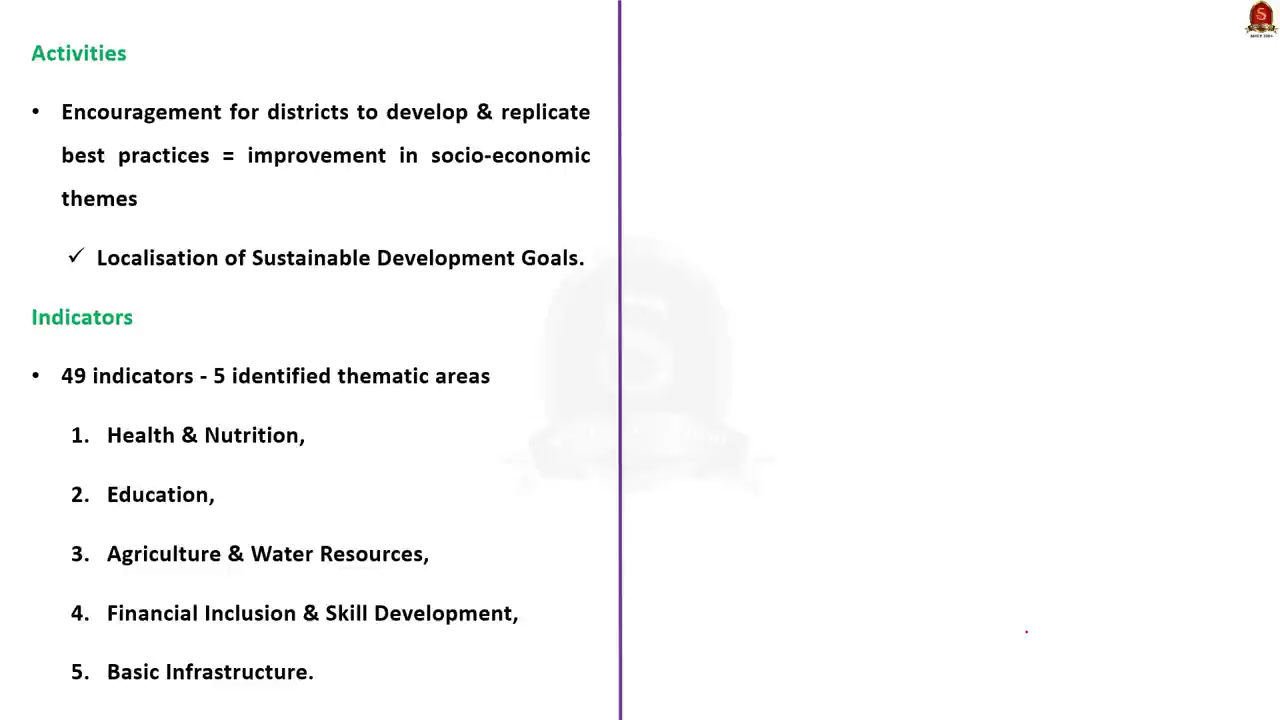 Activities
• Encouragement for districts to develop & replicate
best practices = improvement in socio-economic
themes
✓ Localisation of Sustainable Development Goals.
Indicators
• 49 indicators - 5 identified thematic areas
1. Health & Nutrition,
2. Education,
3. Agriculture & Water Resources,
4. Financial Inclusion & Skill Development,
5. Basic Infrastructure.
S